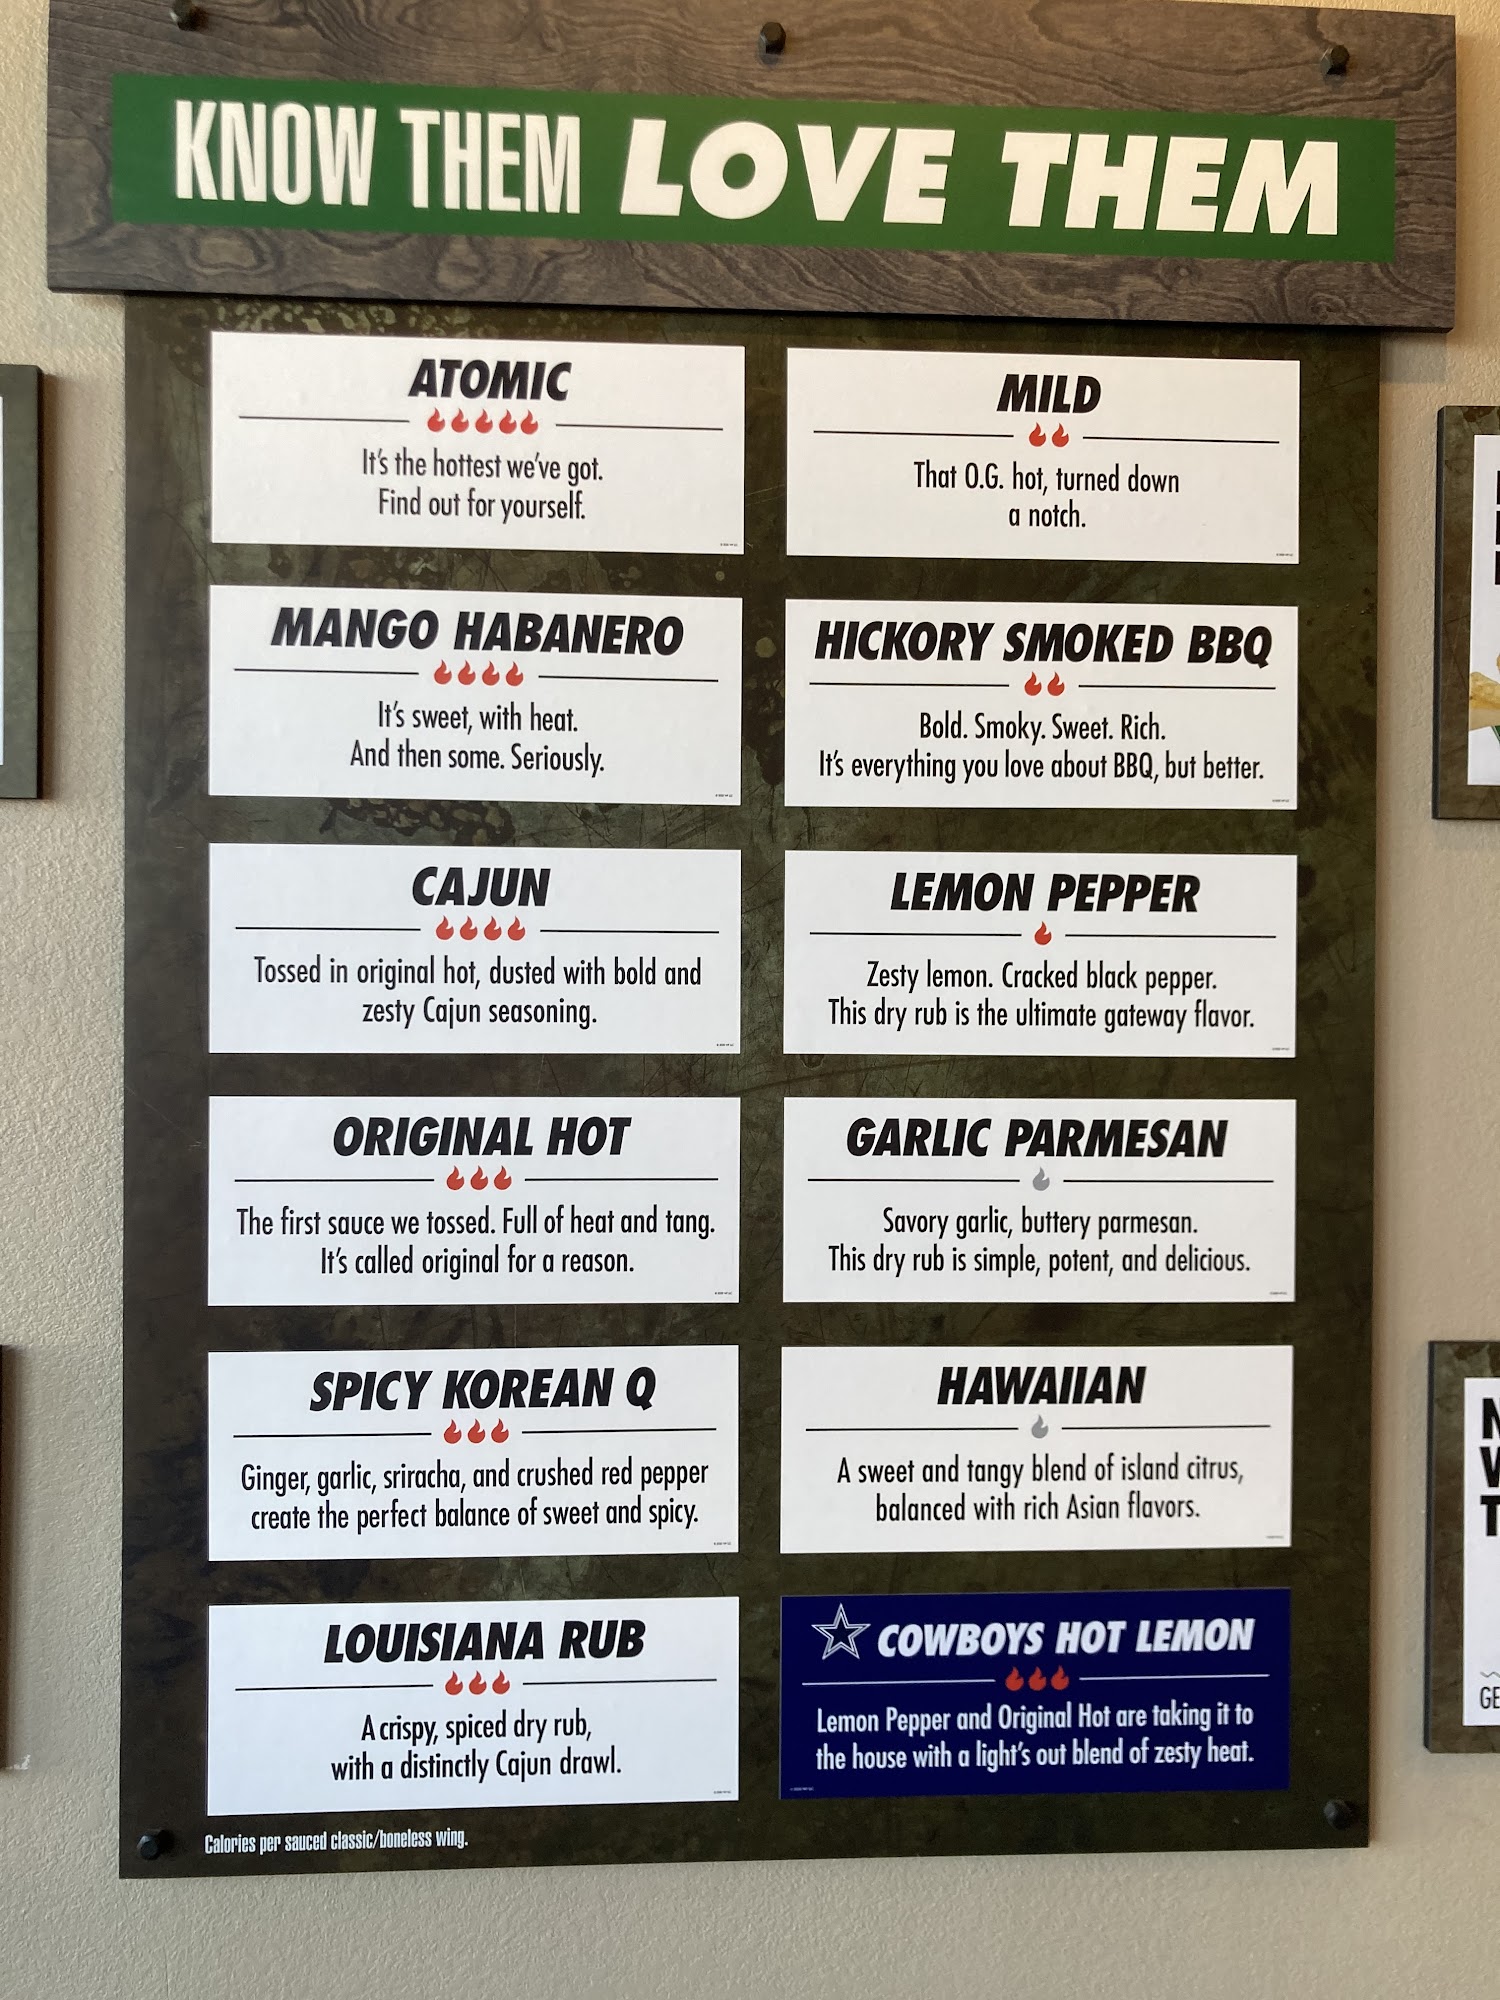 KNOW THEM LOVE THEM
ATOMIC
It's the hottest we've got.
Find out for yourself.
MILD
That O.G. hot, turned down
a notch.
MANGO HABANERO
It's sweet, with heat.
And then some. Seriously.
HICKORY SMOKED BBQ
Bold. Smoky. Sweet. Rich.
It's everything you love about BBQ, but better.
CAJUN
Tossed in original hot, dusted with bold and
zesty Cajun seasoning.
LEMON PEPPER
Zesty lemon. Cracked black pepper.
This dry rub is the ultimate gateway flavor.
ORIGINAL HOT
The first sauce we tossed. Full of heat and tang.
It's called original for a reason.
GARLIC PARMESAN
Savory garlic, buttery parmesan.
This dry rub is simple, potent, and delicious.
SPICY KOREAN Q
Ginger, garlic, sriracha, and crushed red pepper
create the perfect balance of sweet and spicy.
HAWAIIAN
A sweet and tangy blend of island citrus,
balanced with rich Asian flavors.
LOUISIANA RUB
A crispy, spiced dry rub,
with a distinctly Cajun drawl.
COWBOYS HOT LEMON
Lemon Pepper and Original Hot are taking it to
the house with a light's out blend of zesty heat.
Calories per sauced classic/boneless wing.